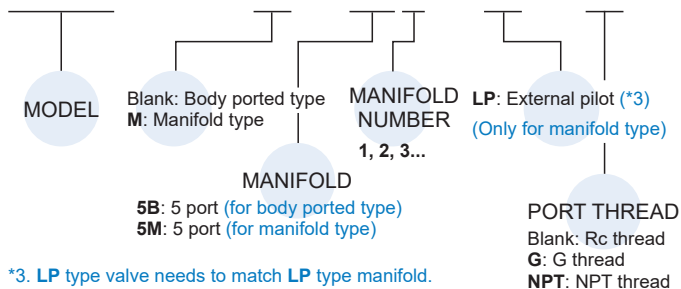 MODEL
Blank: Body ported type
M: Manifold type
MANIFOLD
5B: 5 port (for body ported type)
5M: 5 port (for manifold type)
MANIFOLD
NUMBER
1, 2, 3...
LP: External pilot (*3)
(Only for manifold type)
PORT THREAD
Blank: Rc thread
G: G thread
NPT: NPT thread
*3. LP type valve needs to match LP type manifold.